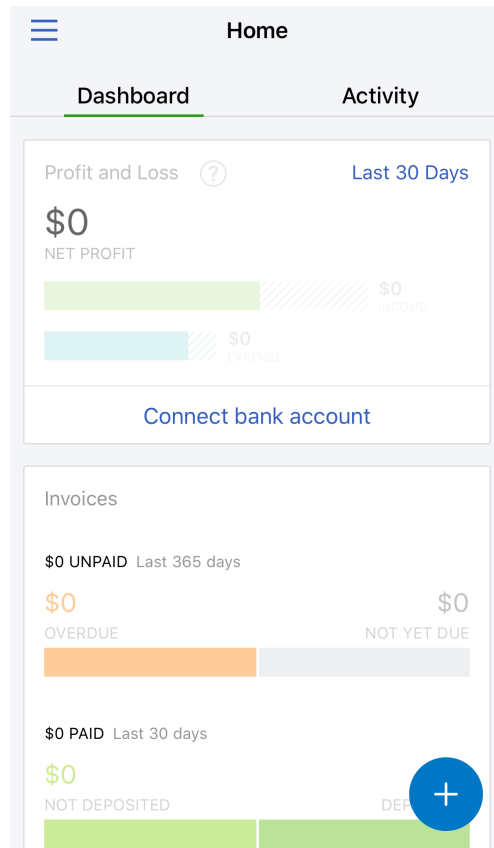 Home
Dashboard Activity
Profit and Loss ? Last 30 Days
$0
NET PROFIT
$0
INCOME
$0
EXPENSE
Connect bank account
Invoices
$0 UNPAID Last 365 days
$0 $0
OVERDUE NOT YET DUE
$0 PAID Last 30 days
$0
NOT DEPOSITED